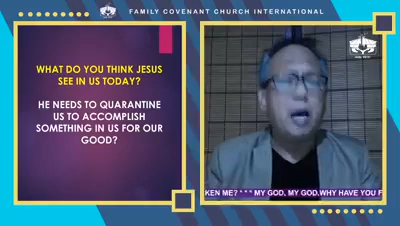 FAMILY COVENANT CHURCH INTERNATIONAL
WHAT DO YOU THINK JESUS
SEE IN US TODAY?
HE NEEDS TO QUARANTINE
US TO ACCOMPLISH
SOMETHING IN US FOR OUR
GOOD?
KEN ME? * * * MY GOD, MY GOD.WHY HAVE YOU F